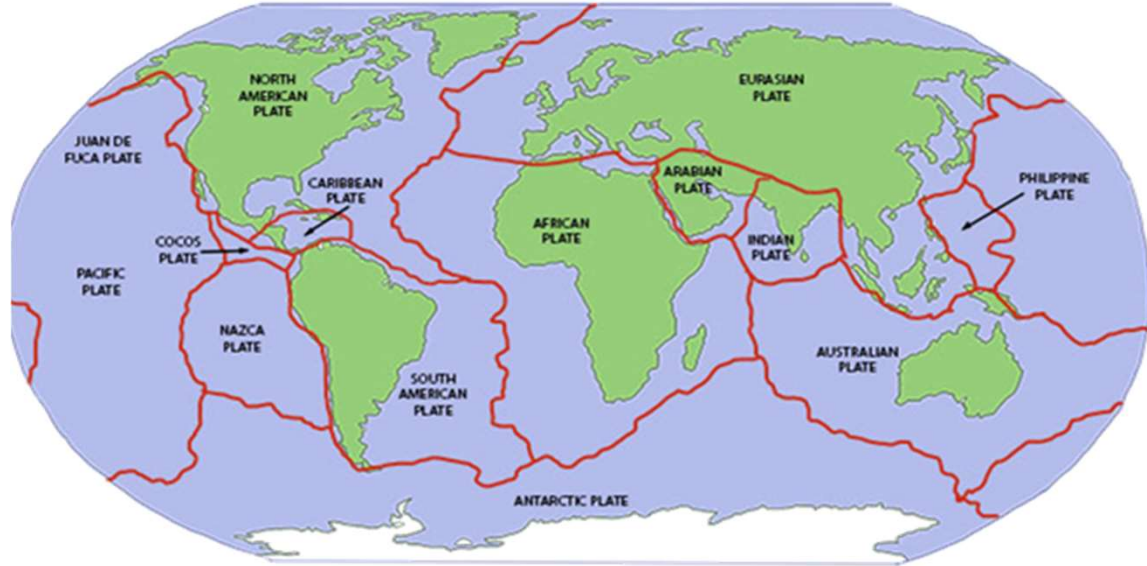 NORTH
AMERICAN
PLATE
EURASIAN
PLATE
JUAN DE
FUCA PLATE
CARIBBEAN
PLATE
ARABIAN
PLATE
PHILIPPINE
PLATE
COCOS
PLATE
AFRICAN
PLATE
INDIAN
PLATE
PACIFIC
PLATE
NAZCA
PLATE
SOUTH
AMERICAN
PLATE
AUSTRALIAN
PLATE
ANTARCTIC PLATE